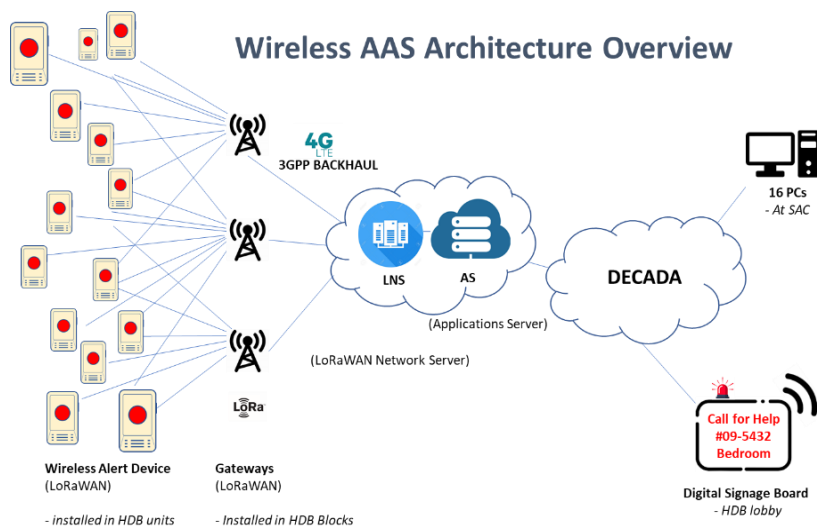 Wireless AAS Architecture Overview
4G
LTE
3GPP BACKHAUL
16 PCs
- At SAC
LNS
AS
DECADA
(Applications Server)
(LoRaWAN Network Server)
LoRa
Call for Help
#09-5432
Bedroom
Wireless Alert Device
(LoRaWAN)
- installed in HDB units
Gateways
(LoRaWAN)
- Installed in HDB Blocks
Digital Signage Board
- HDB lobby